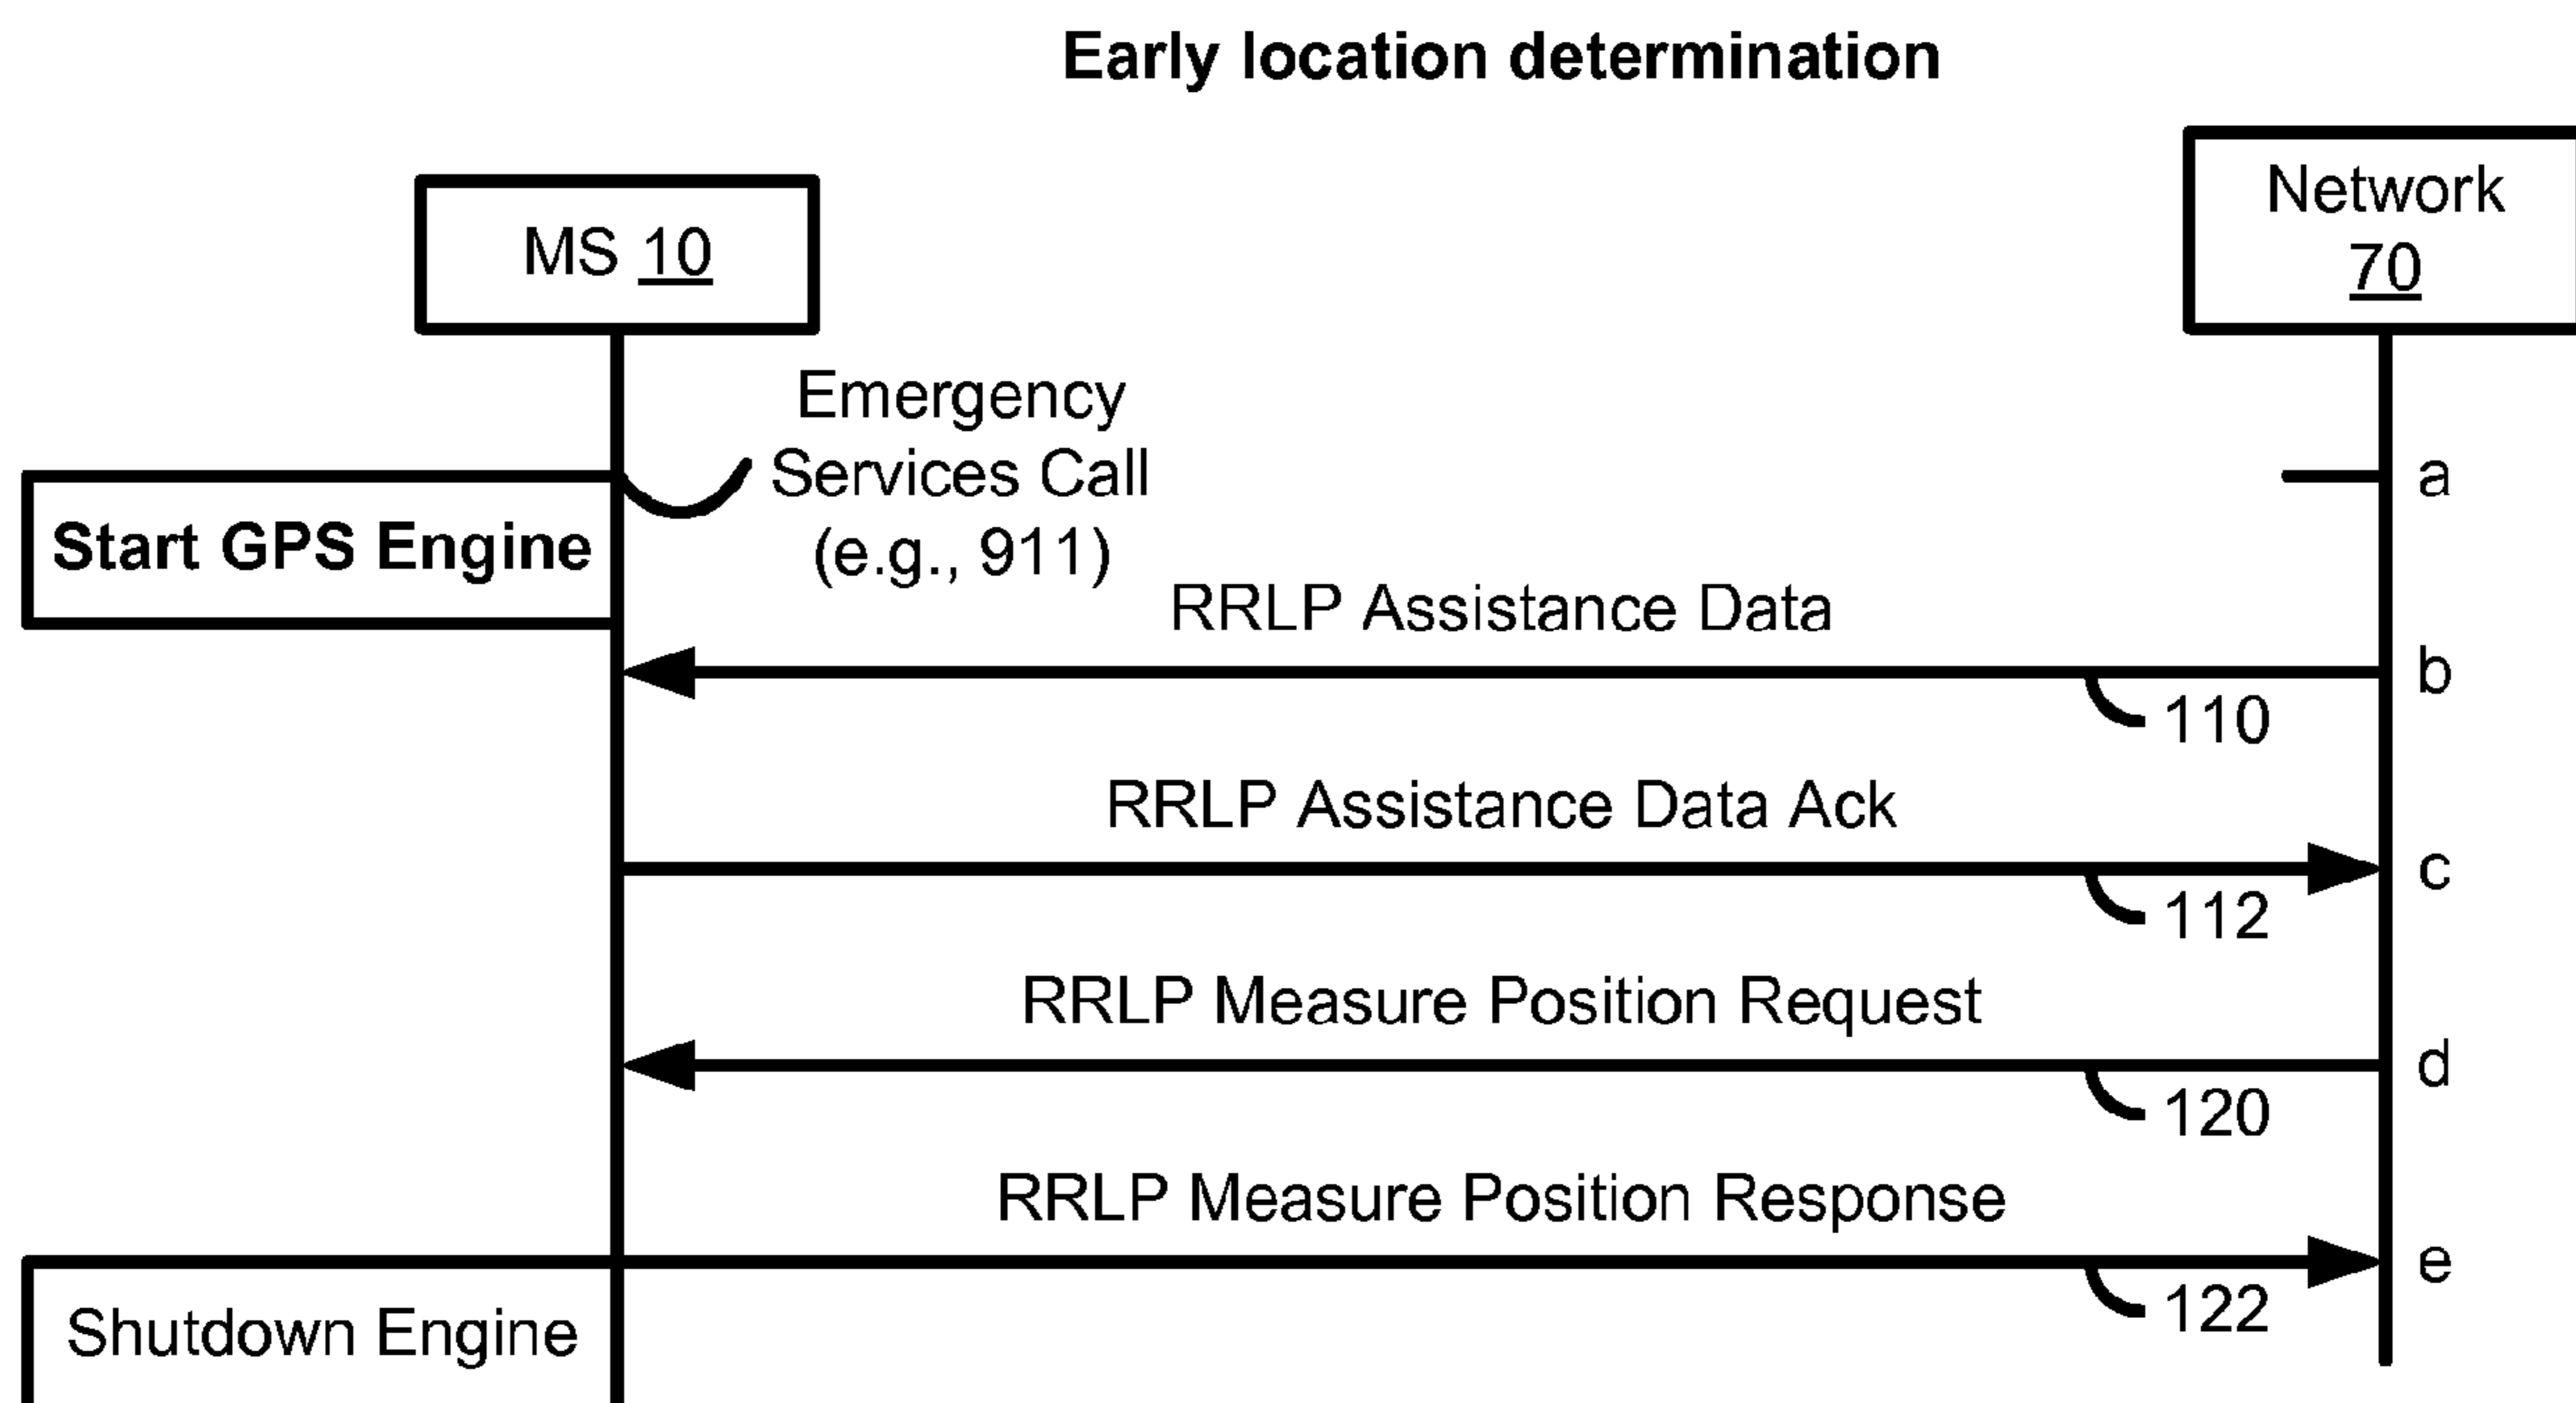 Early location determination
MS 10
Network
70
Emergency
Services Call
(e.g., 911)
a
Start GPS Engine
RRLP Assistance Data
b
110
RRLP Assistance Data Ack
c
112
RRLP Measure Position Request
d
120
RRLP Measure Position Response
e
122
Shutdown Engine